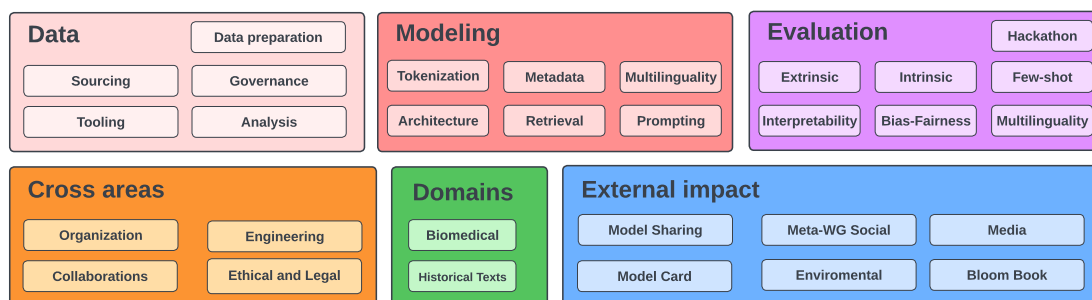 Data
Data preparation
Sourcing
Governance
Tooling
Analysis
Modeling
Tokenization
Metadata
Multilinguality
Architecture
Retrieval
Prompting
Evaluation
Hackathon
Extrinsic
Intrinsic
Few-shot
Interpretability
Bias-Fairness
Multilinguality
Cross areas
Organization
Engineering
Collaborations
Ethical and Legal
Domains
Biomedical
Historical Texts
External impact
Model Sharing
Meta-WG Social
Media
Model Card
Enviromental
Bloom Book